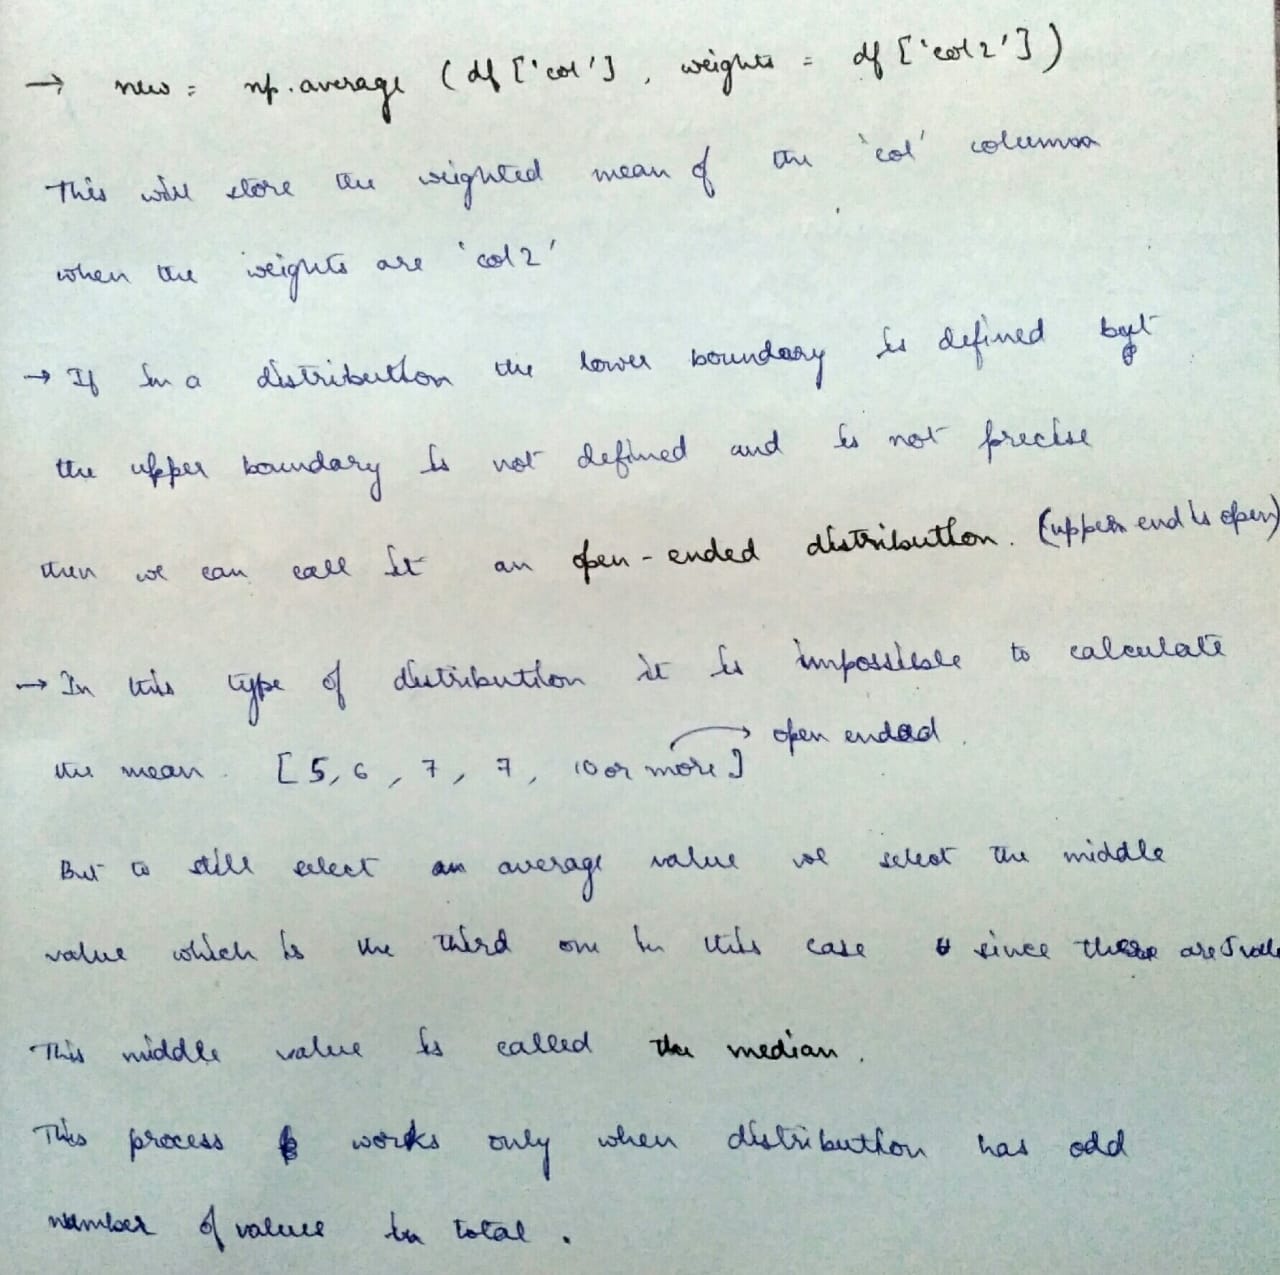 → new = np.average (df ['col'] , weights = df ['col2'])
This will store the weighted mean of the 'col' column
when the weights are 'col2'
→ If in a distribution the lower boundary is defined but
the upper boundary is not defined and is not precise
then we can call it an open-ended distribution. (upper end is open)
→ In this type of distribution it is impossible to calculate
the mean. [5, 6, 7, 7, 10 or more] → open ended.
But to still select an average value we select the middle
value which is the third one in this case since there are 5
This middle value is called the median.
This process works only when distribution has odd
number of values in total.